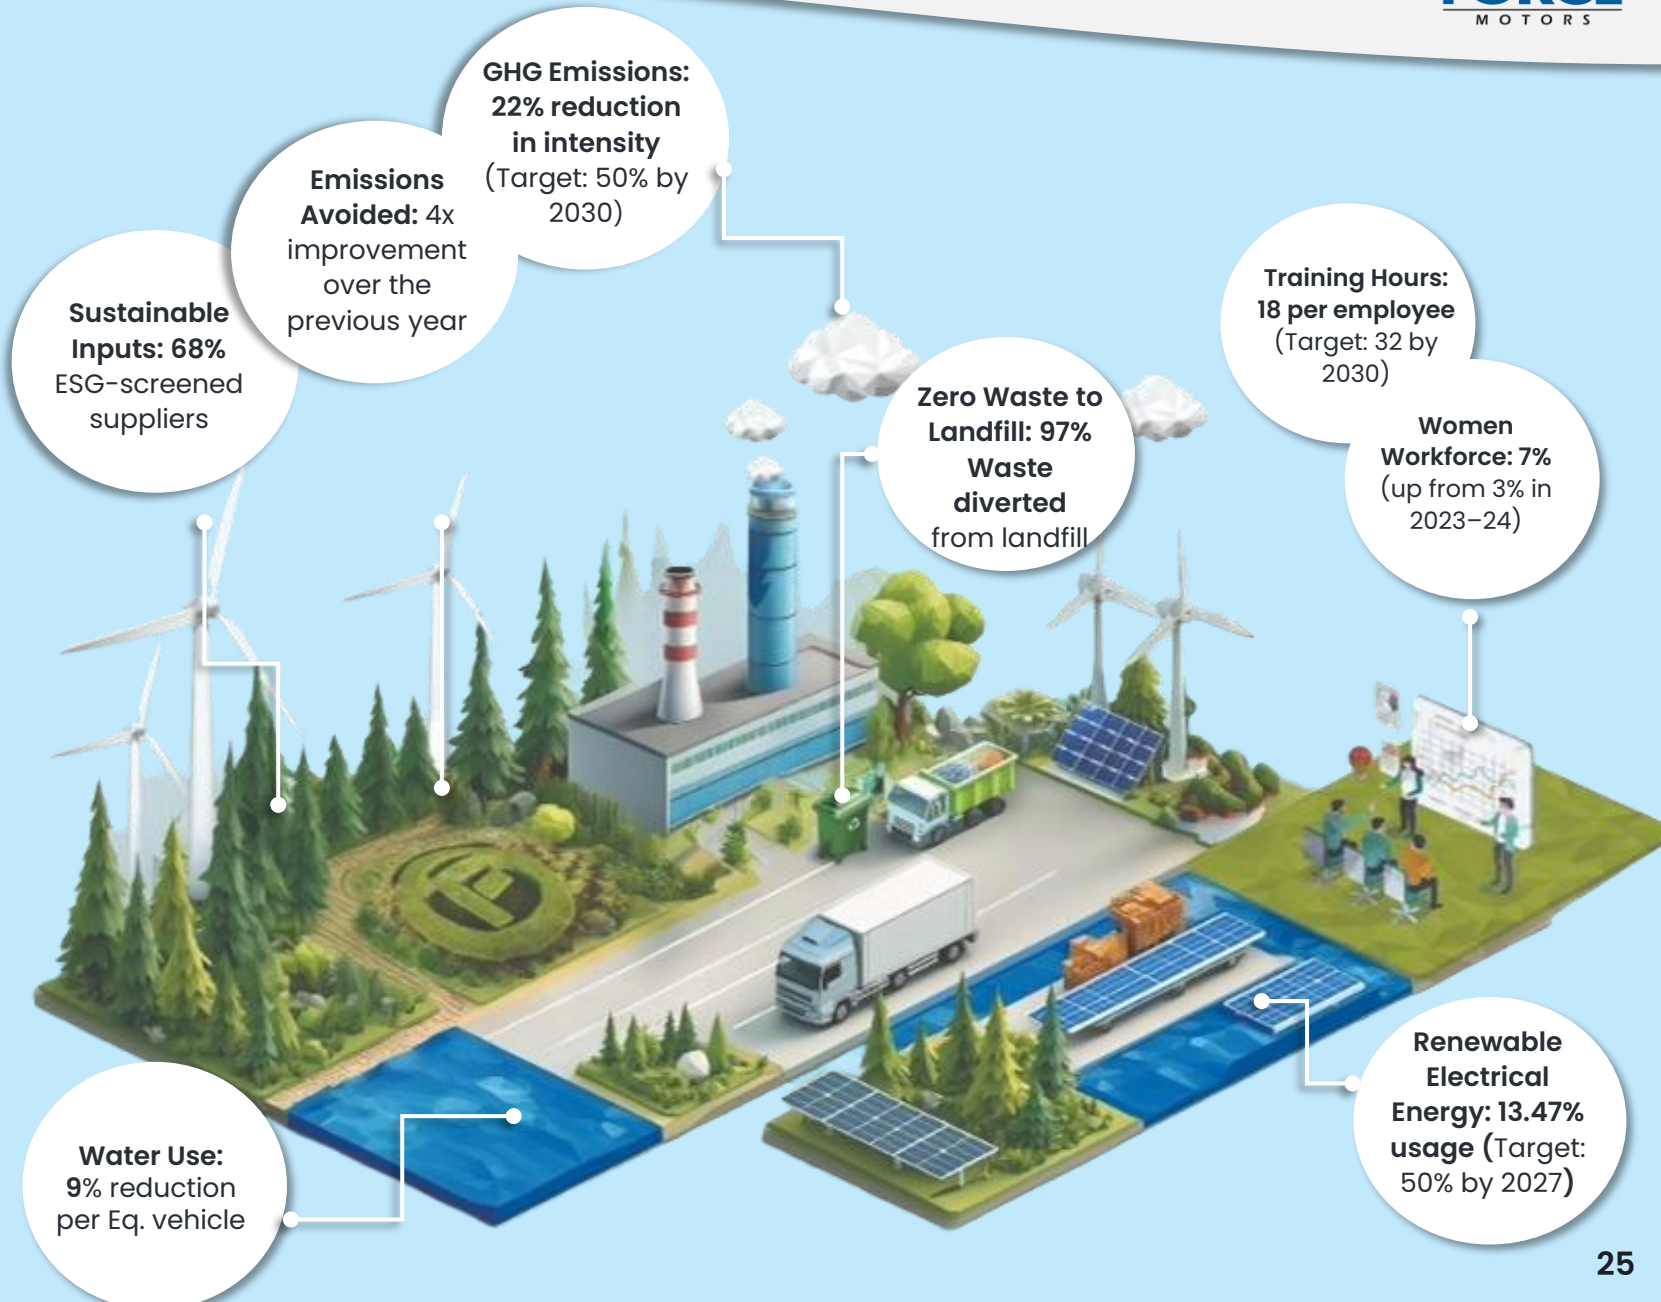 FORCE
MOTORS
GHG Emissions:
22% reduction
in intensity
(Target: 50% by
2030)
Emissions
Avoided: 4x
improvement
over the
previous year
Sustainable
Inputs: 68%
ESG-screened
suppliers
Training Hours:
18 per employee
(Target: 32 by
2030)
Women
Workforce: 7%
(up from 3% in
2023–24)
Zero Waste to
Landfill: 97%
Waste
diverted
from landfill
Renewable
Electrical
Energy: 13.47%
usage (Target:
50% by 2027)
Water Use:
9% reduction
per Eq. vehicle
25